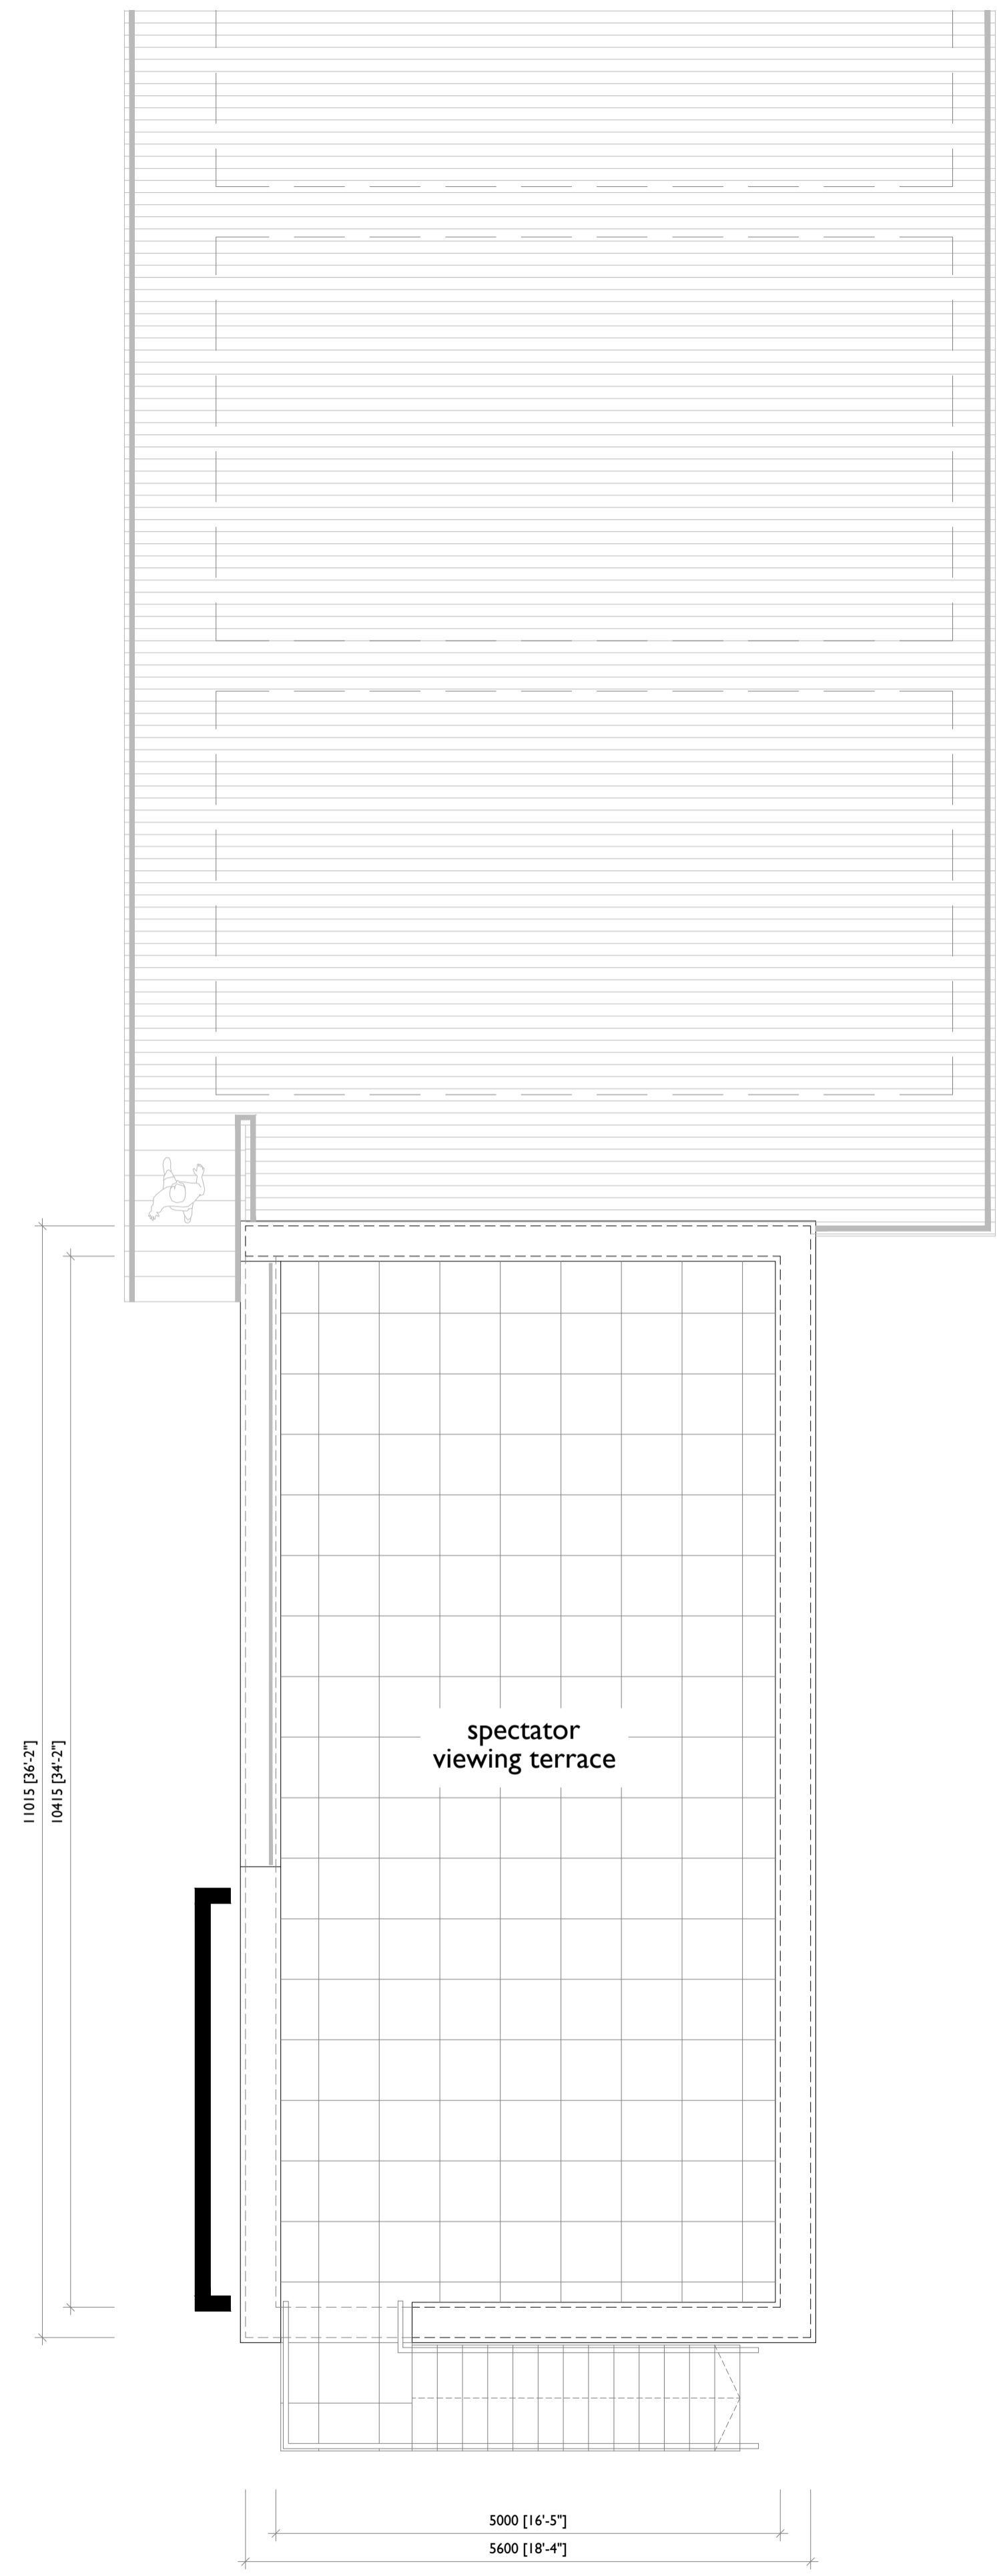 spectator
viewing terrace
11015 [36'-2"]
10415 [34'-2"]
5000 [16'-5"]
5600 [18'-4"]